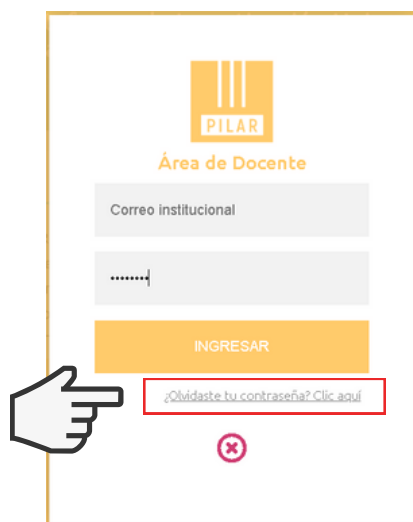 PILAR
Área de Docente
Correo institucional
••••••••
INGRESAR
¿Olvidaste tu contraseña? Clic aquí